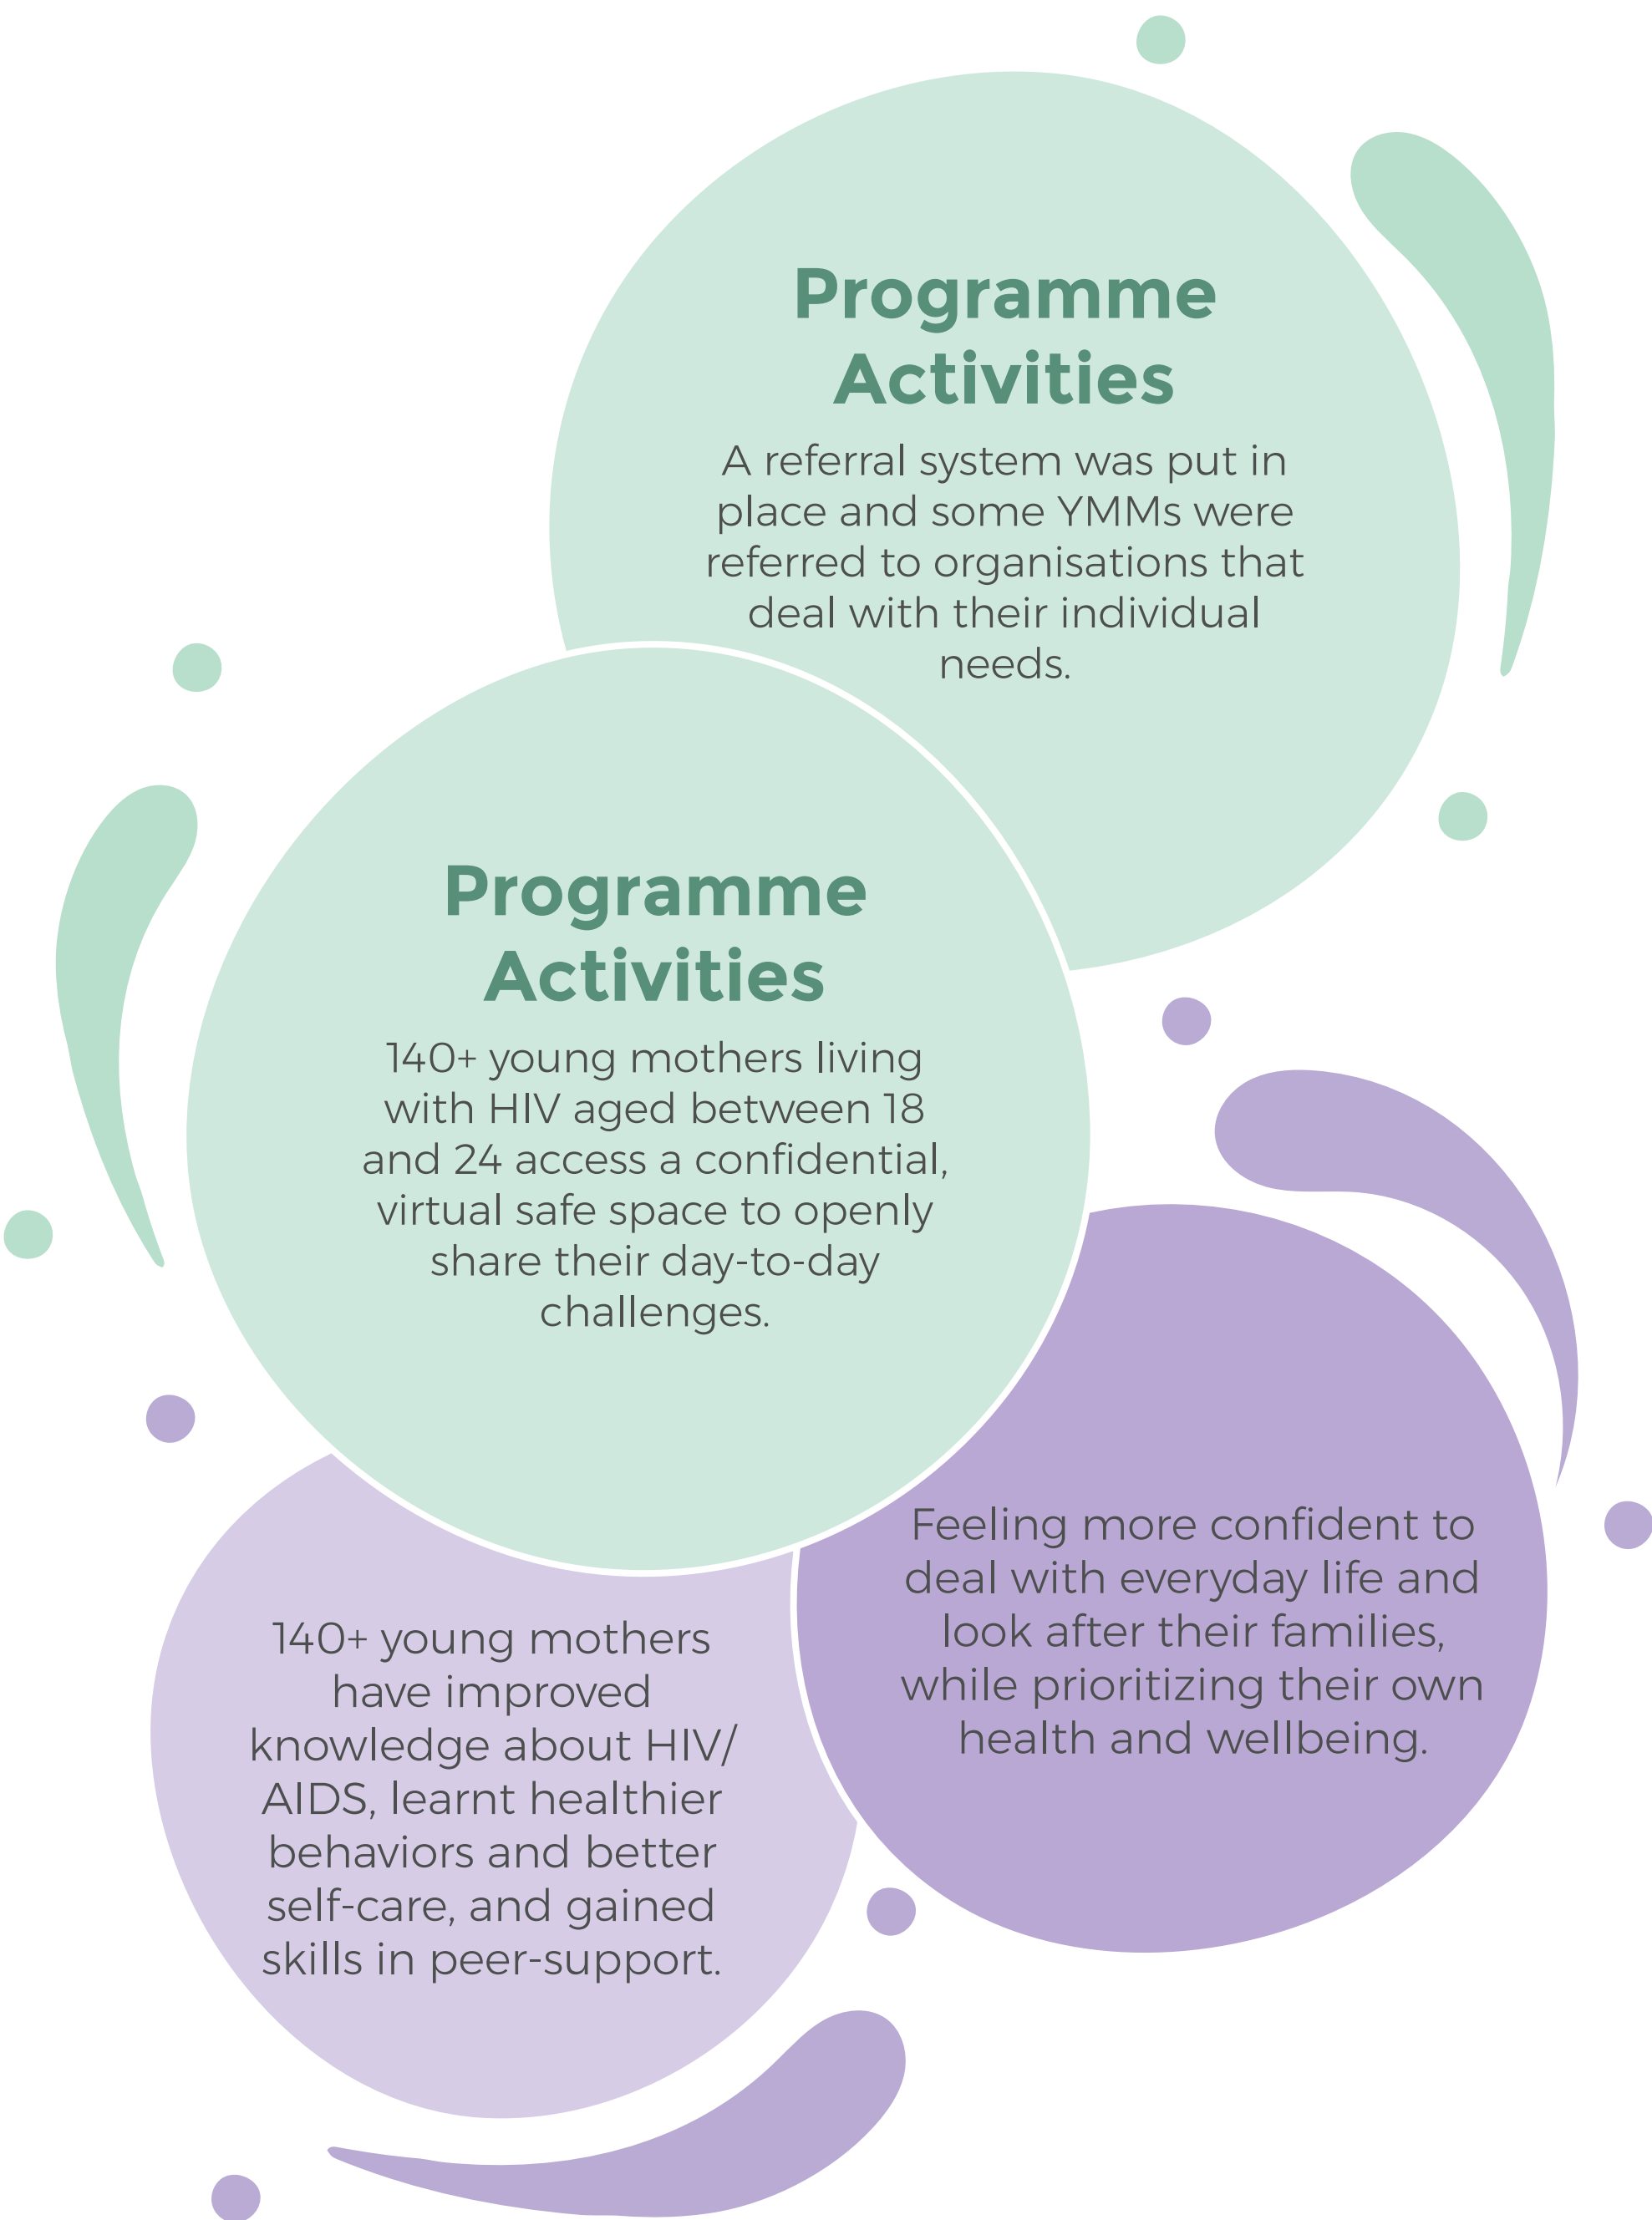 Programme
Activities
A referral system was put in
place and some YMMs were
referred to organisations that
deal with their individual
needs.
Programme
Activities
140+ young mothers living
with HIV aged between 18
and 24 access a confidential,
virtual safe space to openly
share their day-to-day
challenges.
140+ young mothers
have improved
knowledge about HIV/
AIDS, learnt healthier
behaviors and better
self-care, and gained
skills in peer-support.
Feeling more confident to
deal with everyday life and
look after their families,
while prioritizing their own
health and wellbeing.